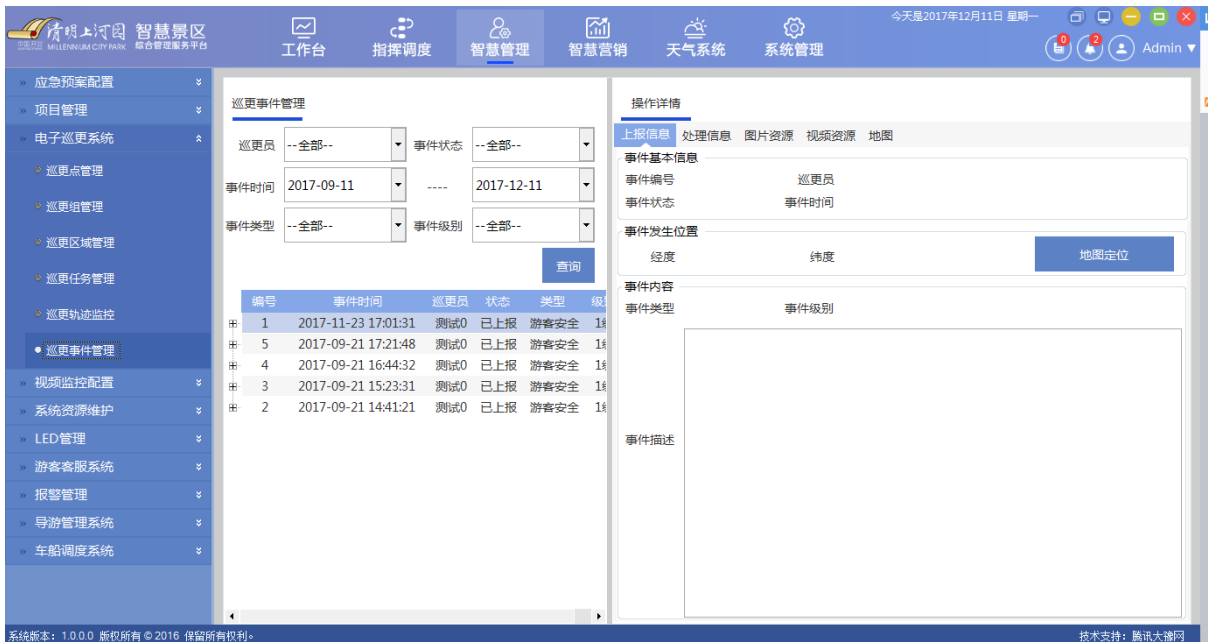 今天是2017年12月11日 星期一
清明上河园 智慧景区
中国 开封 MILLENNIUM CITY PARK 综合管理服务平台
工作台 指挥调度 智慧管理 智慧营销 天气系统 系统管理
0 2 Admin
应急预案配置
项目管理
电子巡更系统
巡更点管理
巡更组管理
巡更区域管理
巡更任务管理
巡更轨迹监控
巡更事件管理
视频监控配置
系统资源维护
LED管理
游客客服系统
报警管理
导游管理系统
车船调度系统
巡更事件管理
巡更员 --全部-- 事件状态 --全部--
事件时间 2017-09-11 ---- 2017-12-11
事件类型 --全部-- 事件级别 --全部--
查询
编号 事件时间 巡更员 状态 类型 级
1 2017-11-23 17:01:31 测试0 已上报 游客安全 1
5 2017-09-21 17:21:48 测试0 已上报 游客安全 1
4 2017-09-21 16:44:32 测试0 已上报 游客安全 1
3 2017-09-21 15:23:31 测试0 已上报 游客安全 1
2 2017-09-21 14:41:21 测试0 已上报 游客安全 1
操作详情
上报信息 处理信息 图片资源 视频资源 地图
事件基本信息
事件编号 巡更员
事件状态 事件时间
事件发生位置
经度 纬度 地图定位
事件内容
事件类型 事件级别
事件描述
系统版本：1.0.0.0 版权所有©2016 保留所有权利。 技术支持：腾讯大豫网